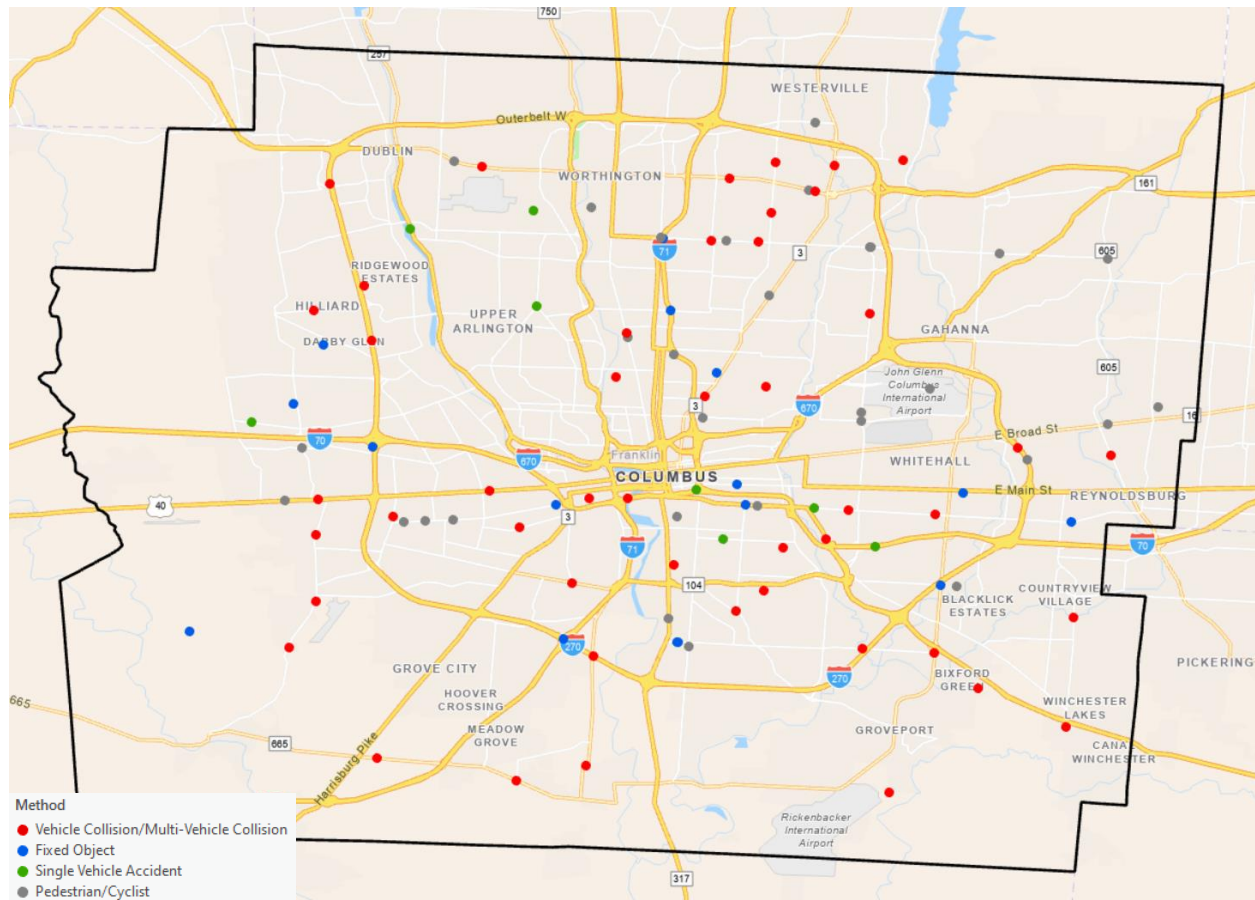 750
257
WESTERVILLE
Outerbelt W
DUBLIN
WORTHINGTON
161
71
3
605
RIDGEWOOD
ESTATES
HILLIARD
UPPER
ARLINGTON
GAHANNA
DARBY GLEN
John Glenn
Columbus
International
Airport
605
3
670
16
E Broad St
70
670
Franklin
COLUMBUS
WHITEHALL
E Main St
REYNOLDSBURG
40
3
71
70
104
BLACKLICK
ESTATES
COUNTRYVIEW
VILLAGE
270
PICKERING
GROVE CITY
270
BIXFORD
GREEN
HOOVER
CROSSING
WINCHESTER
LAKES
665
MEADOW
GROVE
GROVEPORT
665
CANAL
WINCHESTER
Harrisburg Pike
Rickenbacker
International
Airport
317
Method
Vehicle Collision/Multi-Vehicle Collision
Fixed Object
Single Vehicle Accident
Pedestrian/Cyclist